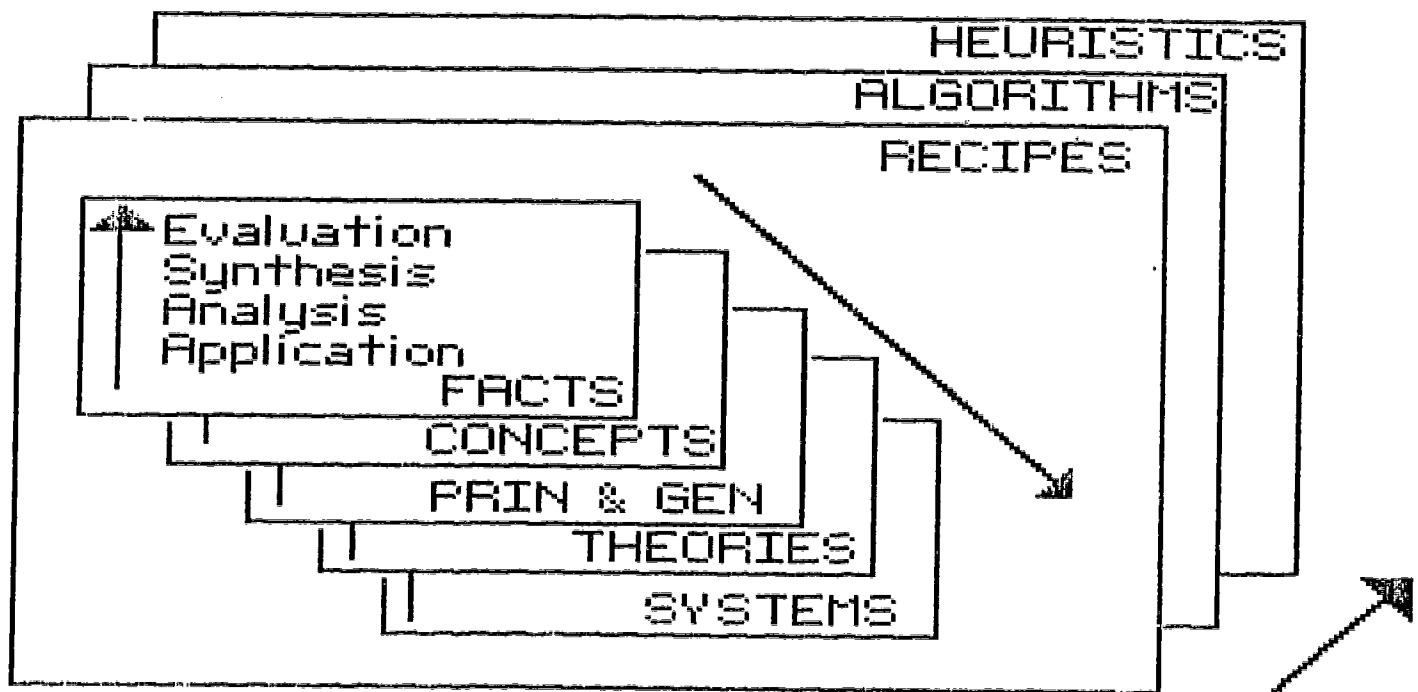 HEURISTICS
ALGORITHMS
RECIPES
Evaluation
Synthesis
Analysis
Application
FACTS
CONCEPTS
PRIN & GEN
THEORIES
SYSTEMS